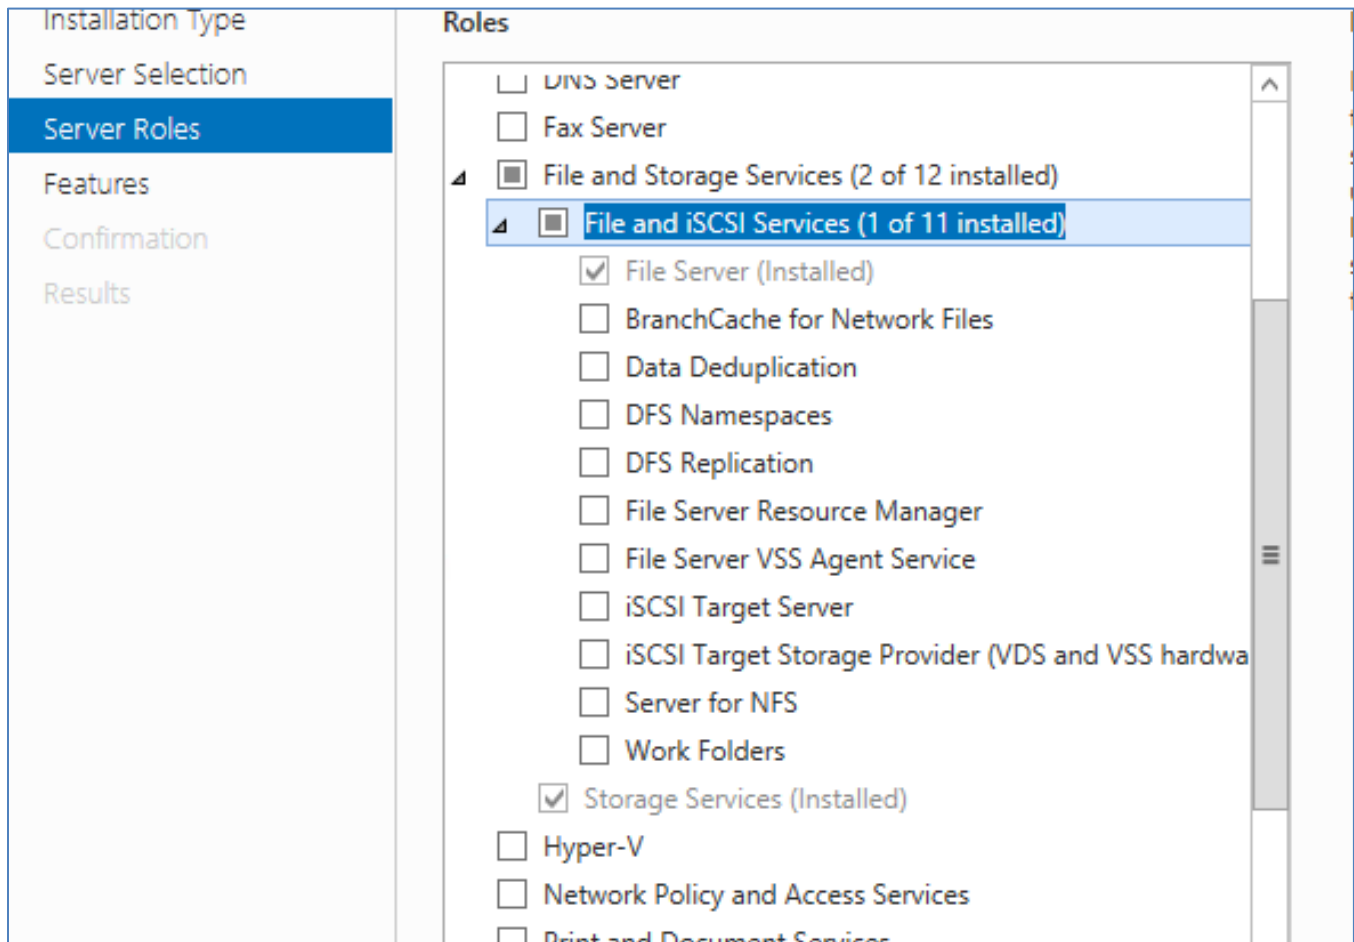 Installation Type
Server Selection
Server Roles
Features
Confirmation
Results
Roles
DNS Server
Fax Server
File and Storage Services (2 of 12 installed)
File and iSCSI Services (1 of 11 installed)
File Server (Installed)
BranchCache for Network Files
Data Deduplication
DFS Namespaces
DFS Replication
File Server Resource Manager
File Server VSS Agent Service
iSCSI Target Server
iSCSI Target Storage Provider (VDS and VSS hardwa
Server for NFS
Work Folders
Storage Services (Installed)
Hyper-V
Network Policy and Access Services
Print and Document Services